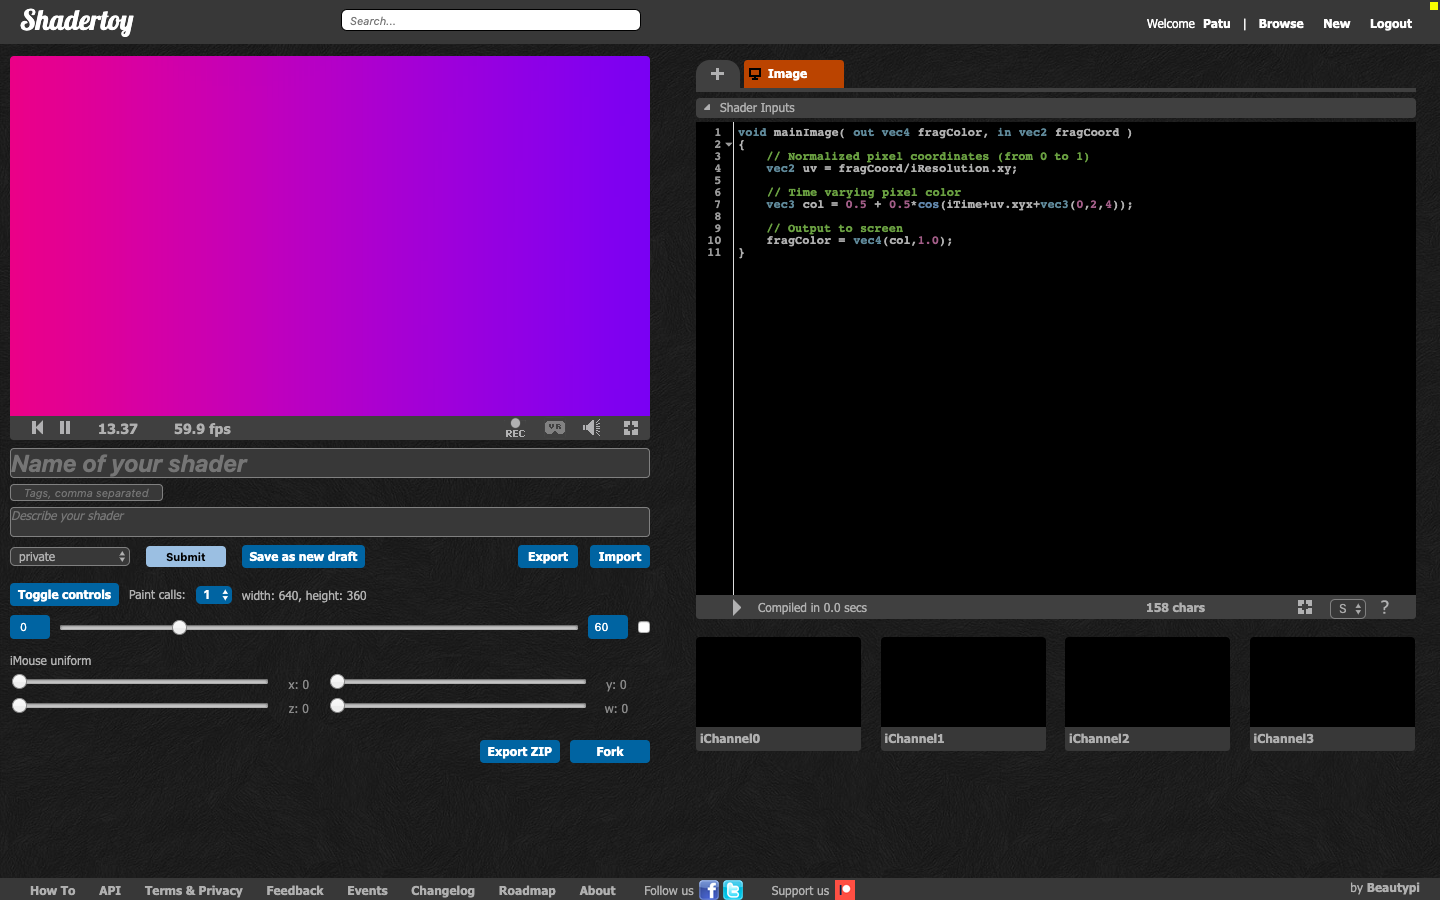 Shadertoy
Search...
Welcome Patu | Browse New Logout
13.37 59.9 fps
REC
VR
Name of your shader
Tags, comma separated
Describe your shader
private Submit Save as new draft Export Import
Toggle controls Paint calls: 1 width: 640, height: 360
0 60
iMouse uniform
x: 0 y: 0
z: 0 w: 0
Export ZIP Fork
+ Image
Shader Inputs
1 void mainImage( out vec4 fragColor, in vec2 fragCoord )
2 {
3 // Normalized pixel coordinates (from 0 to 1)
4 vec2 uv = fragCoord/iResolution.xy;
5
6 // Time varying pixel color
7 vec3 col = 0.5 + 0.5*cos(iTime+uv.xyx+vec3(0,2,4));
8
9 // Output to screen
10 fragColor = vec4(col,1.0);
11 }
Compiled in 0.0 secs 158 chars S ?
iChannel0 iChannel1 iChannel2 iChannel3
How To API Terms & Privacy Feedback Events Changelog Roadmap About Follow us Support us by Beautypi